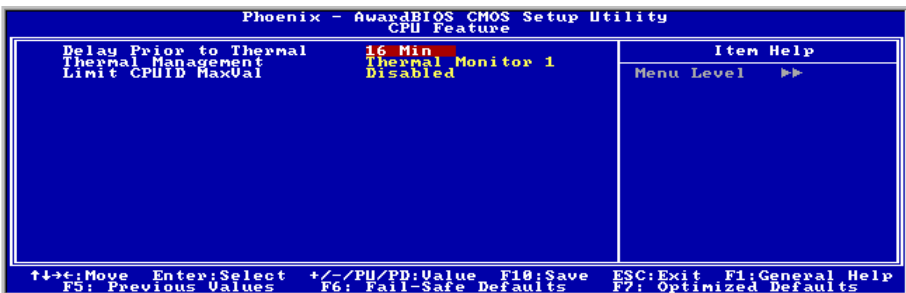 Phoenix - AwardBIOS CMOS Setup Utility
CPU Feature
Delay Prior to Thermal 16 Min
Thermal Management Thermal Monitor 1
Limit CPUID MaxVal Disabled
Item Help
Menu Level ▶▶
↑↓→←:Move Enter:Select +/-/PU/PD:Value F10:Save ESC:Exit F1:General Help
F5: Previous Values F6: Fail-Safe Defaults F7: Optimized Defaults